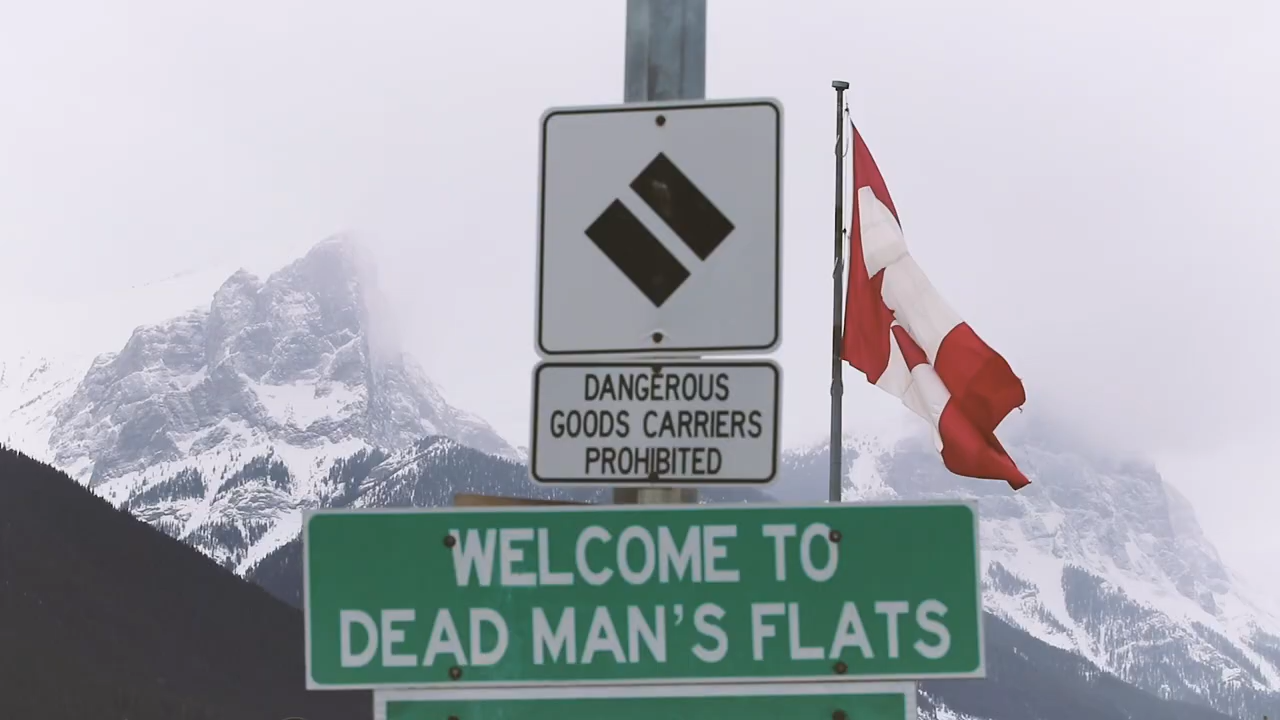 DANGEROUS
GOODS CARRIERS
PROHIBITED
WELCOME TO
DEAD MAN'S FLATS